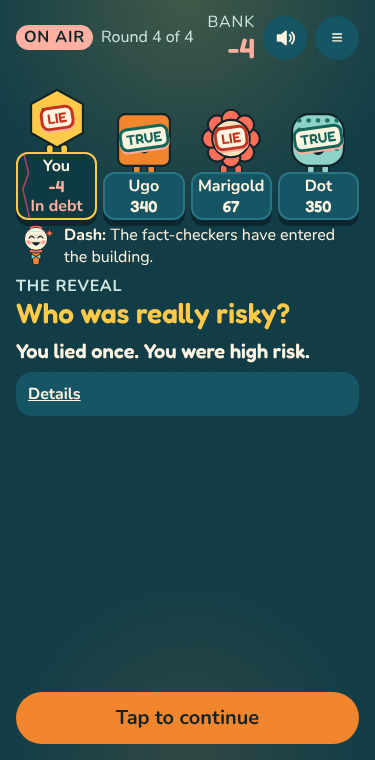 ON AIR
Round 4 of 4
BANK
-4
LIE
TRUE
LIE
TRUE
You
-4
In debt
Ugo
340
Marigold
67
Dot
350
Dash: The fact-checkers have entered
the building.
THE REVEAL
Who was really risky?
You lied once. You were high risk.
Details
Tap to continue